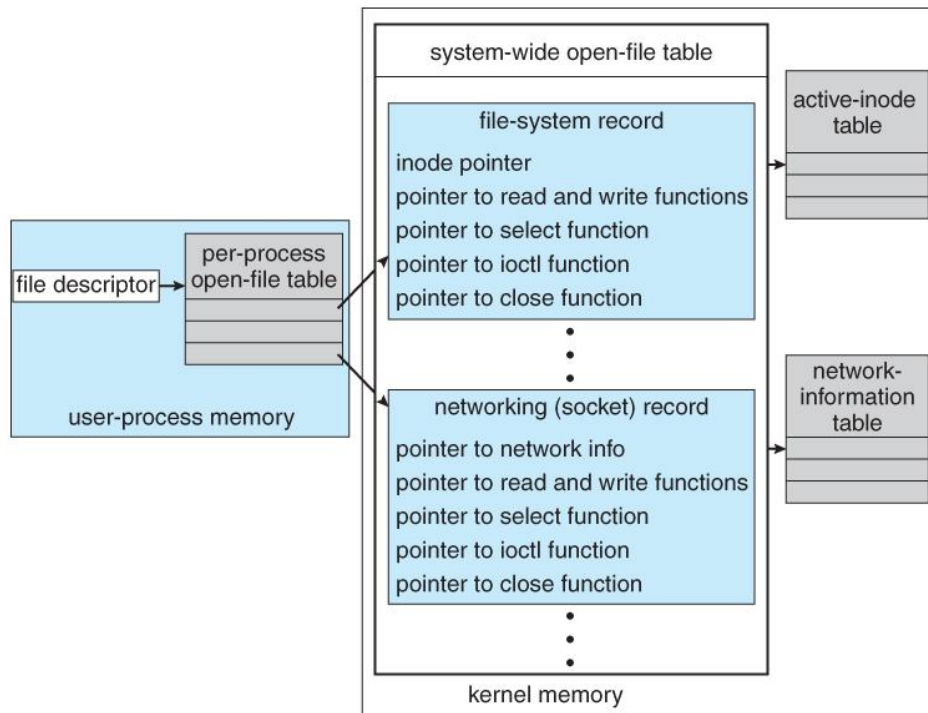 system-wide open-file table
file-system record
inode pointer
pointer to read and write functions
pointer to select function
pointer to ioctl function
pointer to close function
active-inode
table
file descriptor
per-process
open-file table
user-process memory
networking (socket) record
pointer to network info
pointer to read and write functions
pointer to select function
pointer to ioctl function
pointer to close function
network-
information
table
kernel memory